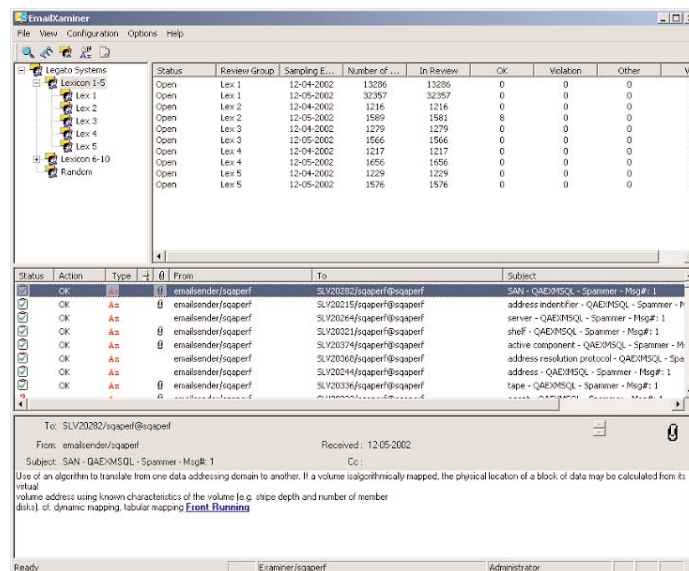 EmailXaminer
File View Configuration Options Help
Legato Systems
Lexicon 1-5
Lex 1
Lex 2
Lex 3
Lex 4
Lex 5
Lexicon 6-10
Random
Status Review Group Sampling E... Number of ... In Review OK Violation Other V
Open Lex 1 12-04-2002 13286 13286 0 0 0
Open Lex 1 12-05-2002 32357 32357 0 0 0
Open Lex 2 12-04-2002 1216 1216 0 0 0
Open Lex 2 12-05-2002 1589 1581 8 0 0
Open Lex 3 12-04-2002 1279 1279 0 0 0
Open Lex 3 12-05-2002 1566 1566 0 0 0
Open Lex 4 12-04-2002 1217 1217 0 0 0
Open Lex 4 12-05-2002 1656 1656 0 0 0
Open Lex 5 12-04-2002 1229 1229 0 0 0
Open Lex 5 12-05-2002 1576 1576 0 0 0
Status Action Type From To Subject
OK Az emailsender/sqaperf SLV20282/sqaperf@sqaperf SAN - QAEXMSQL - Spammer - Msg#: 1
OK Az emailsender/sqaperf SLV20215/sqaperf@sqaperf address indentifier - QAEXMSQL - Spammer - M
OK Az emailsender/sqaperf SLV20264/sqaperf@sqaperf server - QAEXMSQL - Spammer - Msg#: 1
OK Az emailsender/sqaperf SLV20321/sqaperf@sqaperf shelf - QAEXMSQL - Spammer - Msg#: 1
OK Az emailsender/sqaperf SLV20374/sqaperf@sqaperf active component - QAEXMSQL - Spammer - M
OK Az emailsender/sqaperf SLV20368/sqaperf@sqaperf address resolution protocol - QAEXMSQL - Spa
OK Az emailsender/sqaperf SLV20244/sqaperf@sqaperf address - QAEXMSQL - Spammer - Msg#: 1
OK Az emailsender/sqaperf SLV20336/sqaperf@sqaperf tape - QAEXMSQL - Spammer - Msg#: 1
To: SLV20282/sqaperf@sqaperf
From: emailsender/sqaperf Received: 12-05-2002
Subject: SAN - QAEXMSQL - Spammer - Msg#: 1 Cc:
Use of an algorithm to translate from one data addressing domain to another. If a volume isalgorithmically mapped, the physical location of a block of data may be calculated from its
virtual
volume address using known characteristics of the volume (e.g. stripe depth and number of member
disks). cf. dynamic mapping, tabular mapping Front Running
Ready Examiner/sqaperf Administrator